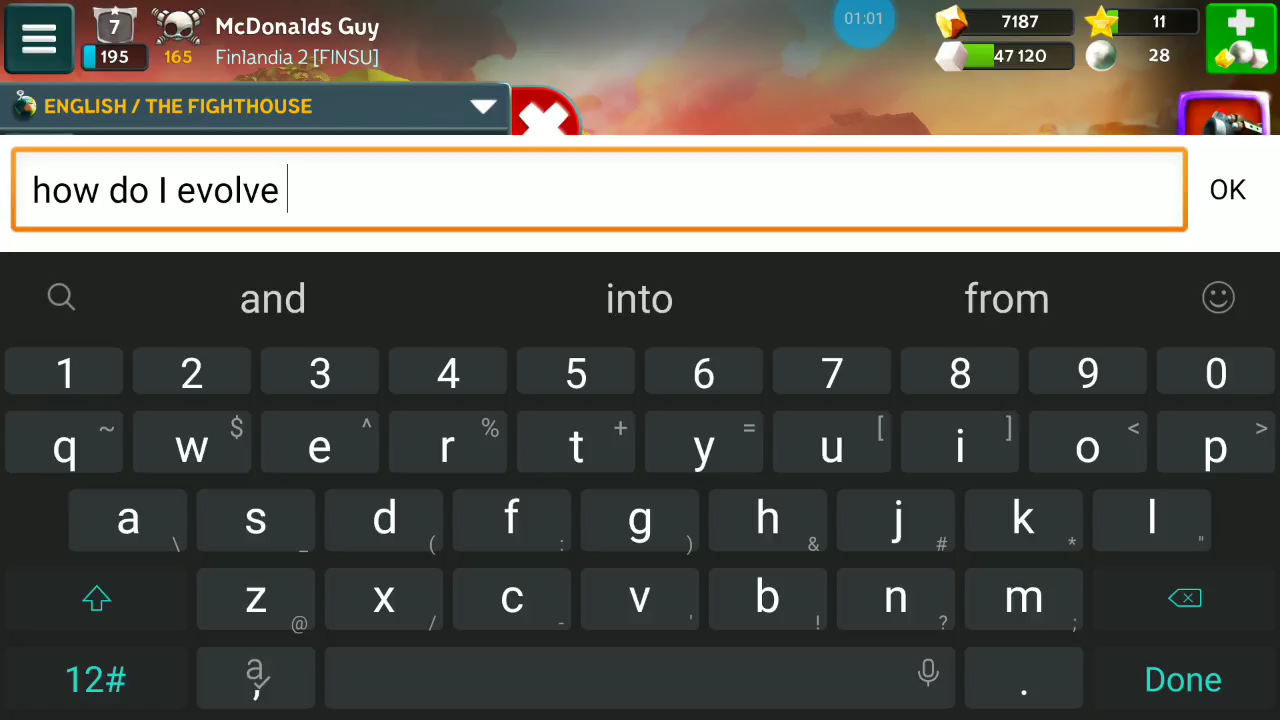 7
McDonalds Guy
01:01
7187
11
195
165
Finlandia 2 [FINSU]
47 120
28
ENGLISH / THE FIGHTHOUSE
how do I evolve
OK
and
into
from
1 2 3 4 5 6 7 8 9 0
q ~ w $ e ^ r % t + y = u [ i ] o < p >
a \ s _ d ( f : g ) h & j # k * l "
z @ x / c - v ' b ! n ? m ;
12#
a ,
.
Done